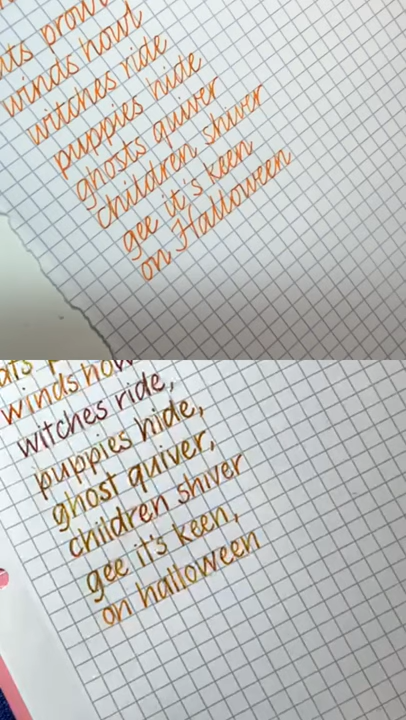 prowl
winds howl
witches ride
puppies hide
ghosts quiver
children shiver
gee it's keen
on Halloween
winds
witches ride,
puppies hide,
ghost quiver,
children shiver
gee it's keen,
on halloween